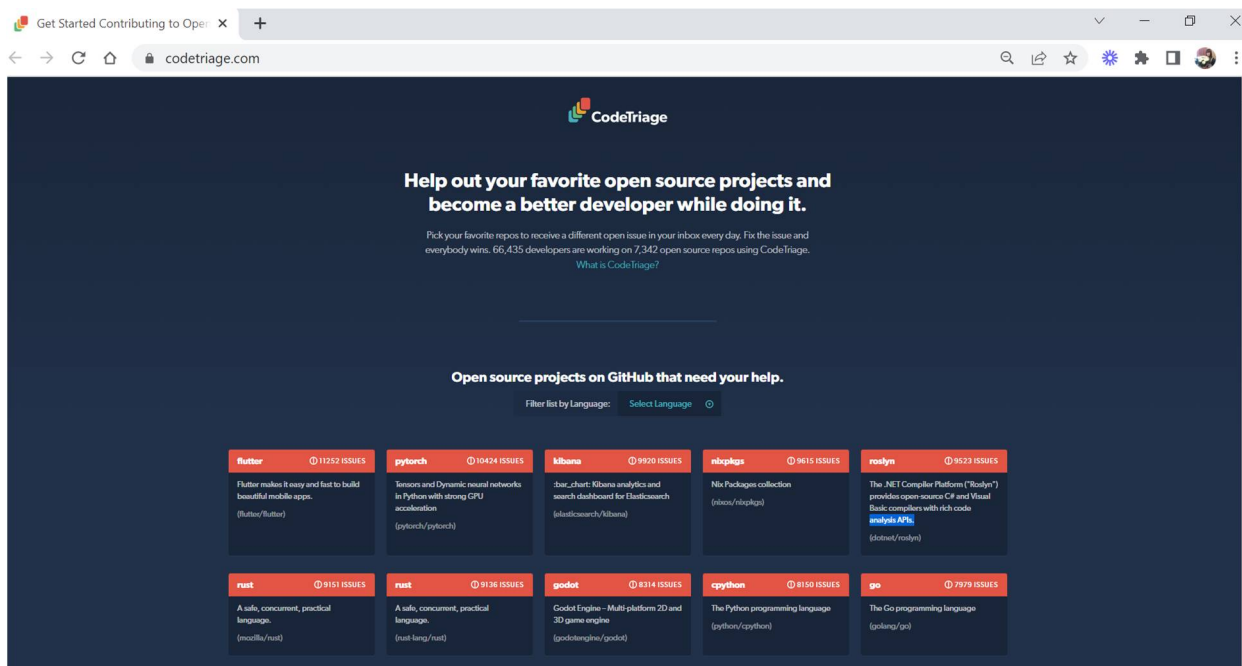 Get Started Contributing to Oper
codetriage.com
CodeTriage
Help out your favorite open source projects and
become a better developer while doing it.
Pick your favorite repos to receive a different open issue in your inbox every day. Fix the issue and
everybody wins. 66,435 developers are working on 7,342 open source repos using CodeTriage.
What is CodeTriage?
Open source projects on GitHub that need your help.
Filter list by Language: Select Language
flutter 11252 ISSUES
Flutter makes it easy and fast to build
beautiful mobile apps.
(flutter/flutter)
pytorch 10424 ISSUES
Tensors and Dynamic neural networks
in Python with strong GPU
acceleration
(pytorch/pytorch)
kibana 9920 ISSUES
:bar_chart: Kibana analytics and
search dashboard for Elasticsearch
(elasticsearch/kibana)
nixpkgs 9615 ISSUES
Nix Packages collection
(nixos/nixpkgs)
roslyn 9523 ISSUES
The .NET Compiler Platform ("Roslyn")
provides open-source C# and Visual
Basic compilers with rich code
analysis APIs.
(dotnet/roslyn)
rust 9151 ISSUES
A safe, concurrent, practical
language.
(mozilla/rust)
rust 9136 ISSUES
A safe, concurrent, practical
language.
(rust-lang/rust)
godot 8314 ISSUES
Godot Engine – Multi-platform 2D and
3D game engine
(godotengine/godot)
cpython 8150 ISSUES
The Python programming language
(python/cpython)
go 7979 ISSUES
The Go programming language
(golang/go)